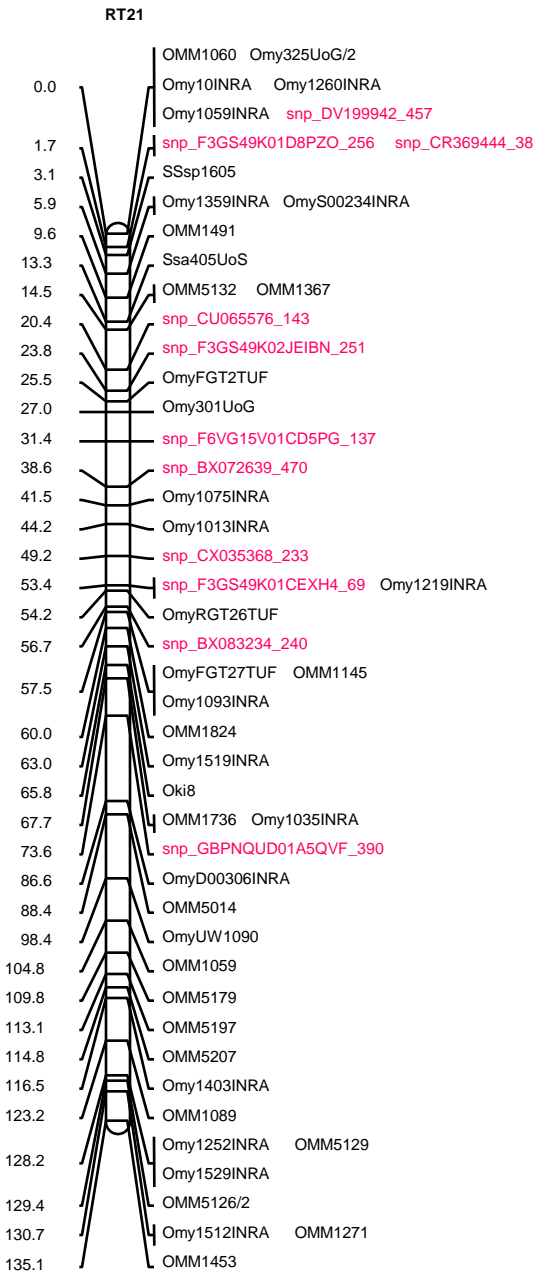 RT21
OMM1060 Omy325UoG/2
0.0 Omy10INRA Omy1260INRA
Omy1059INRA snp_DV199942_457
1.7 snp_F3GS49K01D8PZO_256 snp_CR369444_38
3.1 SSsp1605
5.9 Omy1359INRA OmyS00234INRA
9.6 OMM1491
13.3 Ssa405UoS
14.5 OMM5132 OMM1367
20.4 snp_CU065576_143
23.8 snp_F3GS49K02JEIBN_251
25.5 OmyFGT2TUF
27.0 Omy301UoG
31.4 snp_F6VG15V01CD5PG_137
38.6 snp_BX072639_470
41.5 Omy1075INRA
44.2 Omy1013INRA
49.2 snp_CX035368_233
53.4 snp_F3GS49K01CEXH4_69 Omy1219INRA
54.2 OmyRGT26TUF
56.7 snp_BX083234_240
OmyFGT27TUF OMM1145
57.5
Omy1093INRA
60.0 OMM1824
63.0 Omy1519INRA
65.8 Oki8
67.7 OMM1736 Omy1035INRA
73.6 snp_GBPNQUD01A5QVF_390
86.6 OmyD00306INRA
88.4 OMM5014
98.4 OmyUW1090
104.8 OMM1059
109.8 OMM5179
113.1 OMM5197
114.8 OMM5207
116.5 Omy1403INRA
123.2 OMM1089
Omy1252INRA OMM5129
128.2
Omy1529INRA
129.4 OMM5126/2
130.7 Omy1512INRA OMM1271
135.1 OMM1453